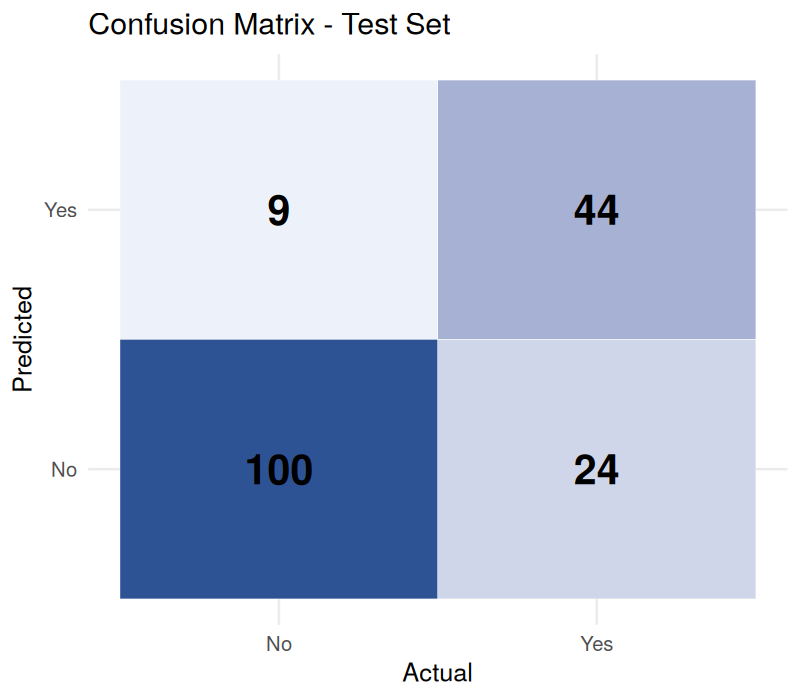 Confusion Matrix - Test Set
Predicted
Yes
9
44
No
100
24
No
Yes
Actual